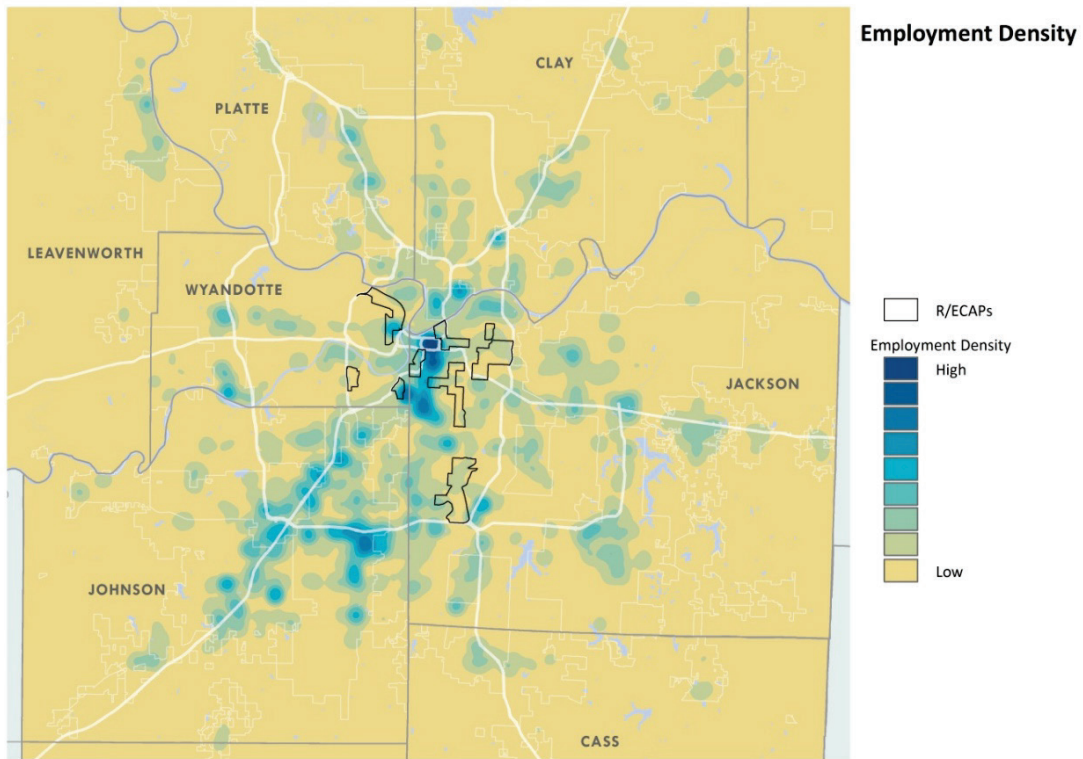 Employment Density
CLAY
PLATTE
LEAVENWORTH
WYANDOTTE
R/ECAPs
Employment Density
High
JACKSON
Low
JOHNSON
CASS